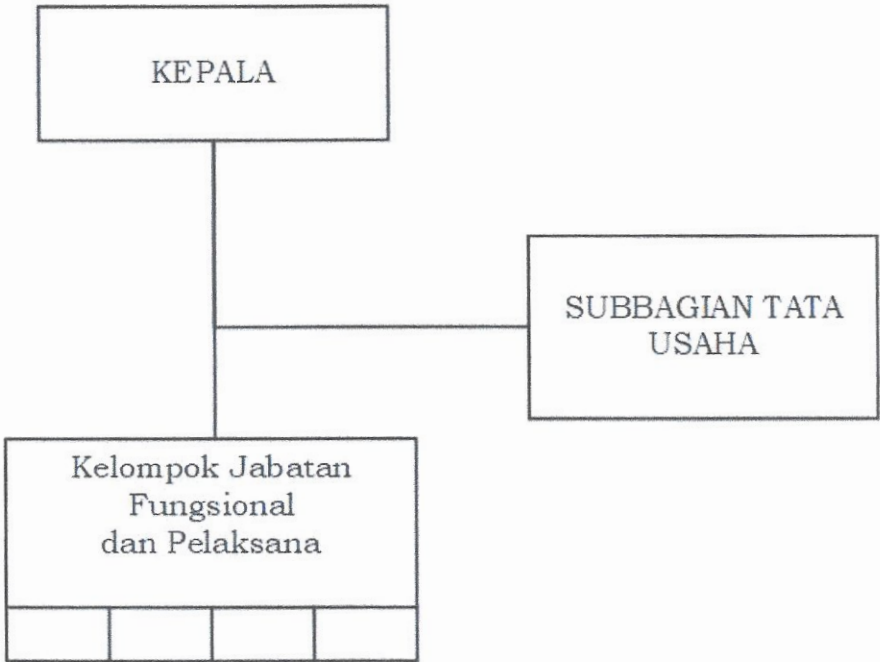 KEPALA
SUBBAGIAN TATA
USAHA
Kelompok Jabatan
Fungsional
dan Pelaksana